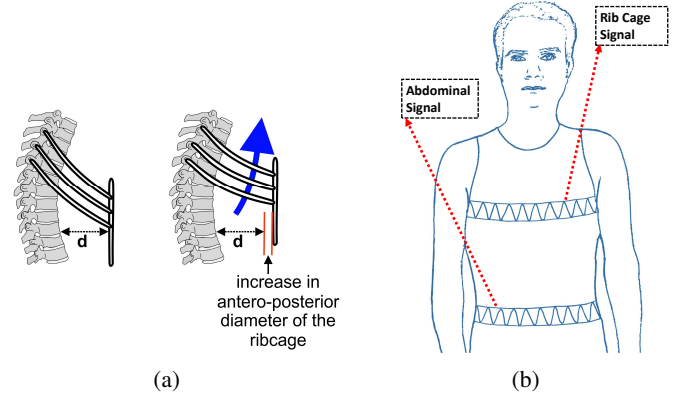 d
d
increase in
antero-posterior
diameter of the
ribcage
(a)
Rib Cage
Signal
Abdominal
Signal
(b)